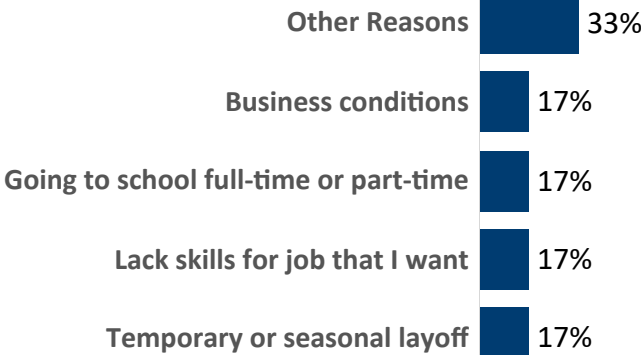 Other Reasons 33%
Business conditions 17%
Going to school full-time or part-time 17%
Lack skills for job that I want 17%
Temporary or seasonal layoff 17%